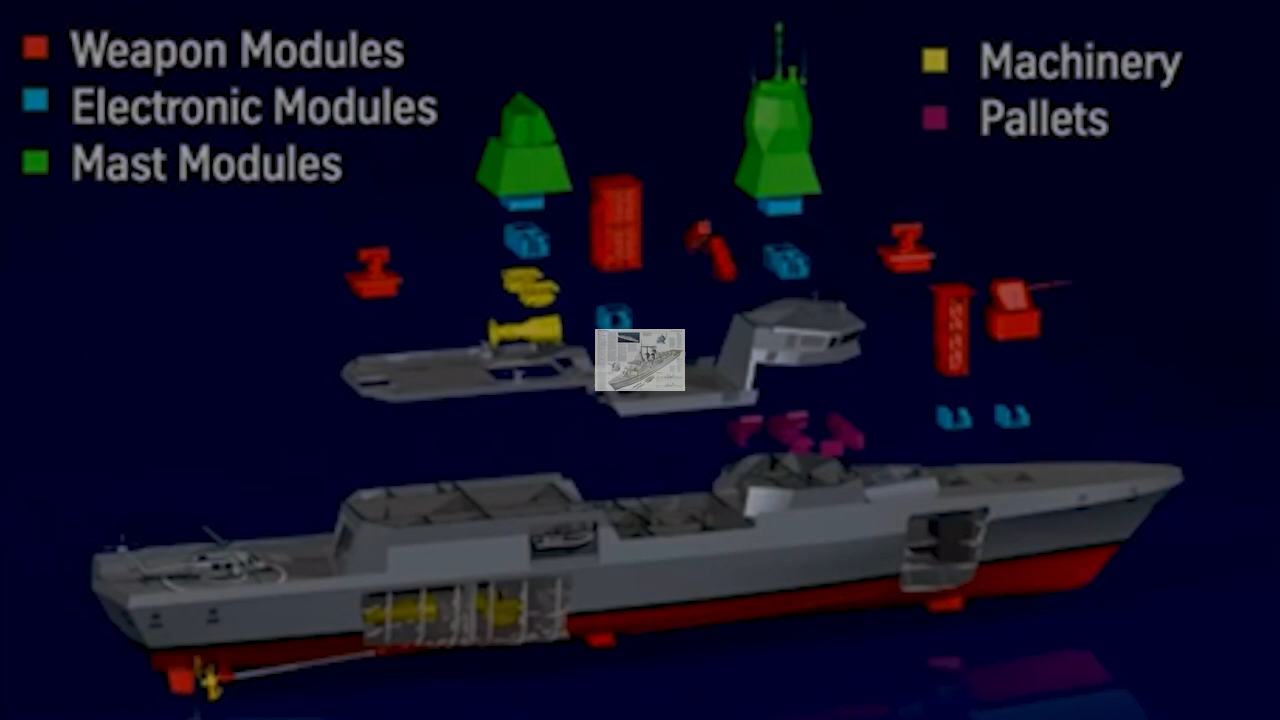 Weapon Modules
Electronic Modules
Mast Modules
Machinery
Pallets